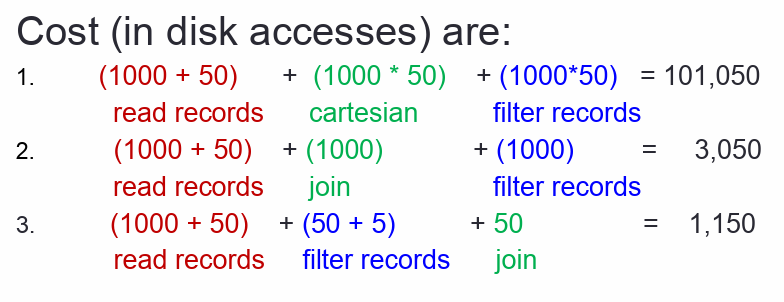 Cost (in disk accesses) are:
1. (1000 + 50) + (1000 * 50) + (1000*50) = 101,050
read records cartesian filter records
2. (1000 + 50) + (1000) + (1000) = 3,050
read records join filter records
3. (1000 + 50) + (50 + 5) + 50 = 1,150
read records filter records join